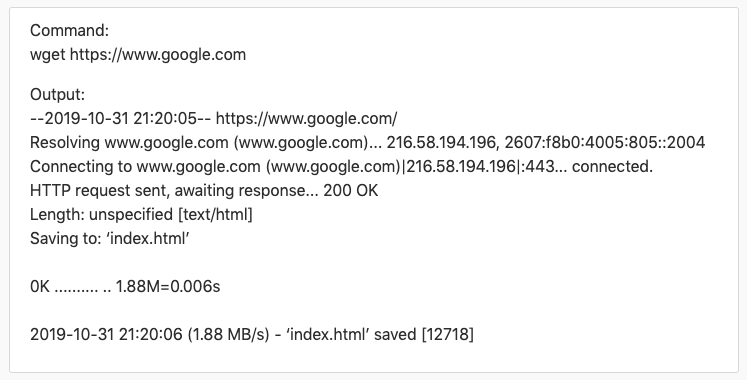 Command:
wget https://www.google.com
Output:
--2019-10-31 21:20:05-- https://www.google.com/
Resolving www.google.com (www.google.com)... 216.58.194.196, 2607:f8b0:4005:805::2004
Connecting to www.google.com (www.google.com)|216.58.194.196|:443... connected.
HTTP request sent, awaiting response... 200 OK
Length: unspecified [text/html]
Saving to: ‘index.html’
0K .......... .. 1.88M=0.006s
2019-10-31 21:20:06 (1.88 MB/s) - ‘index.html’ saved [12718]